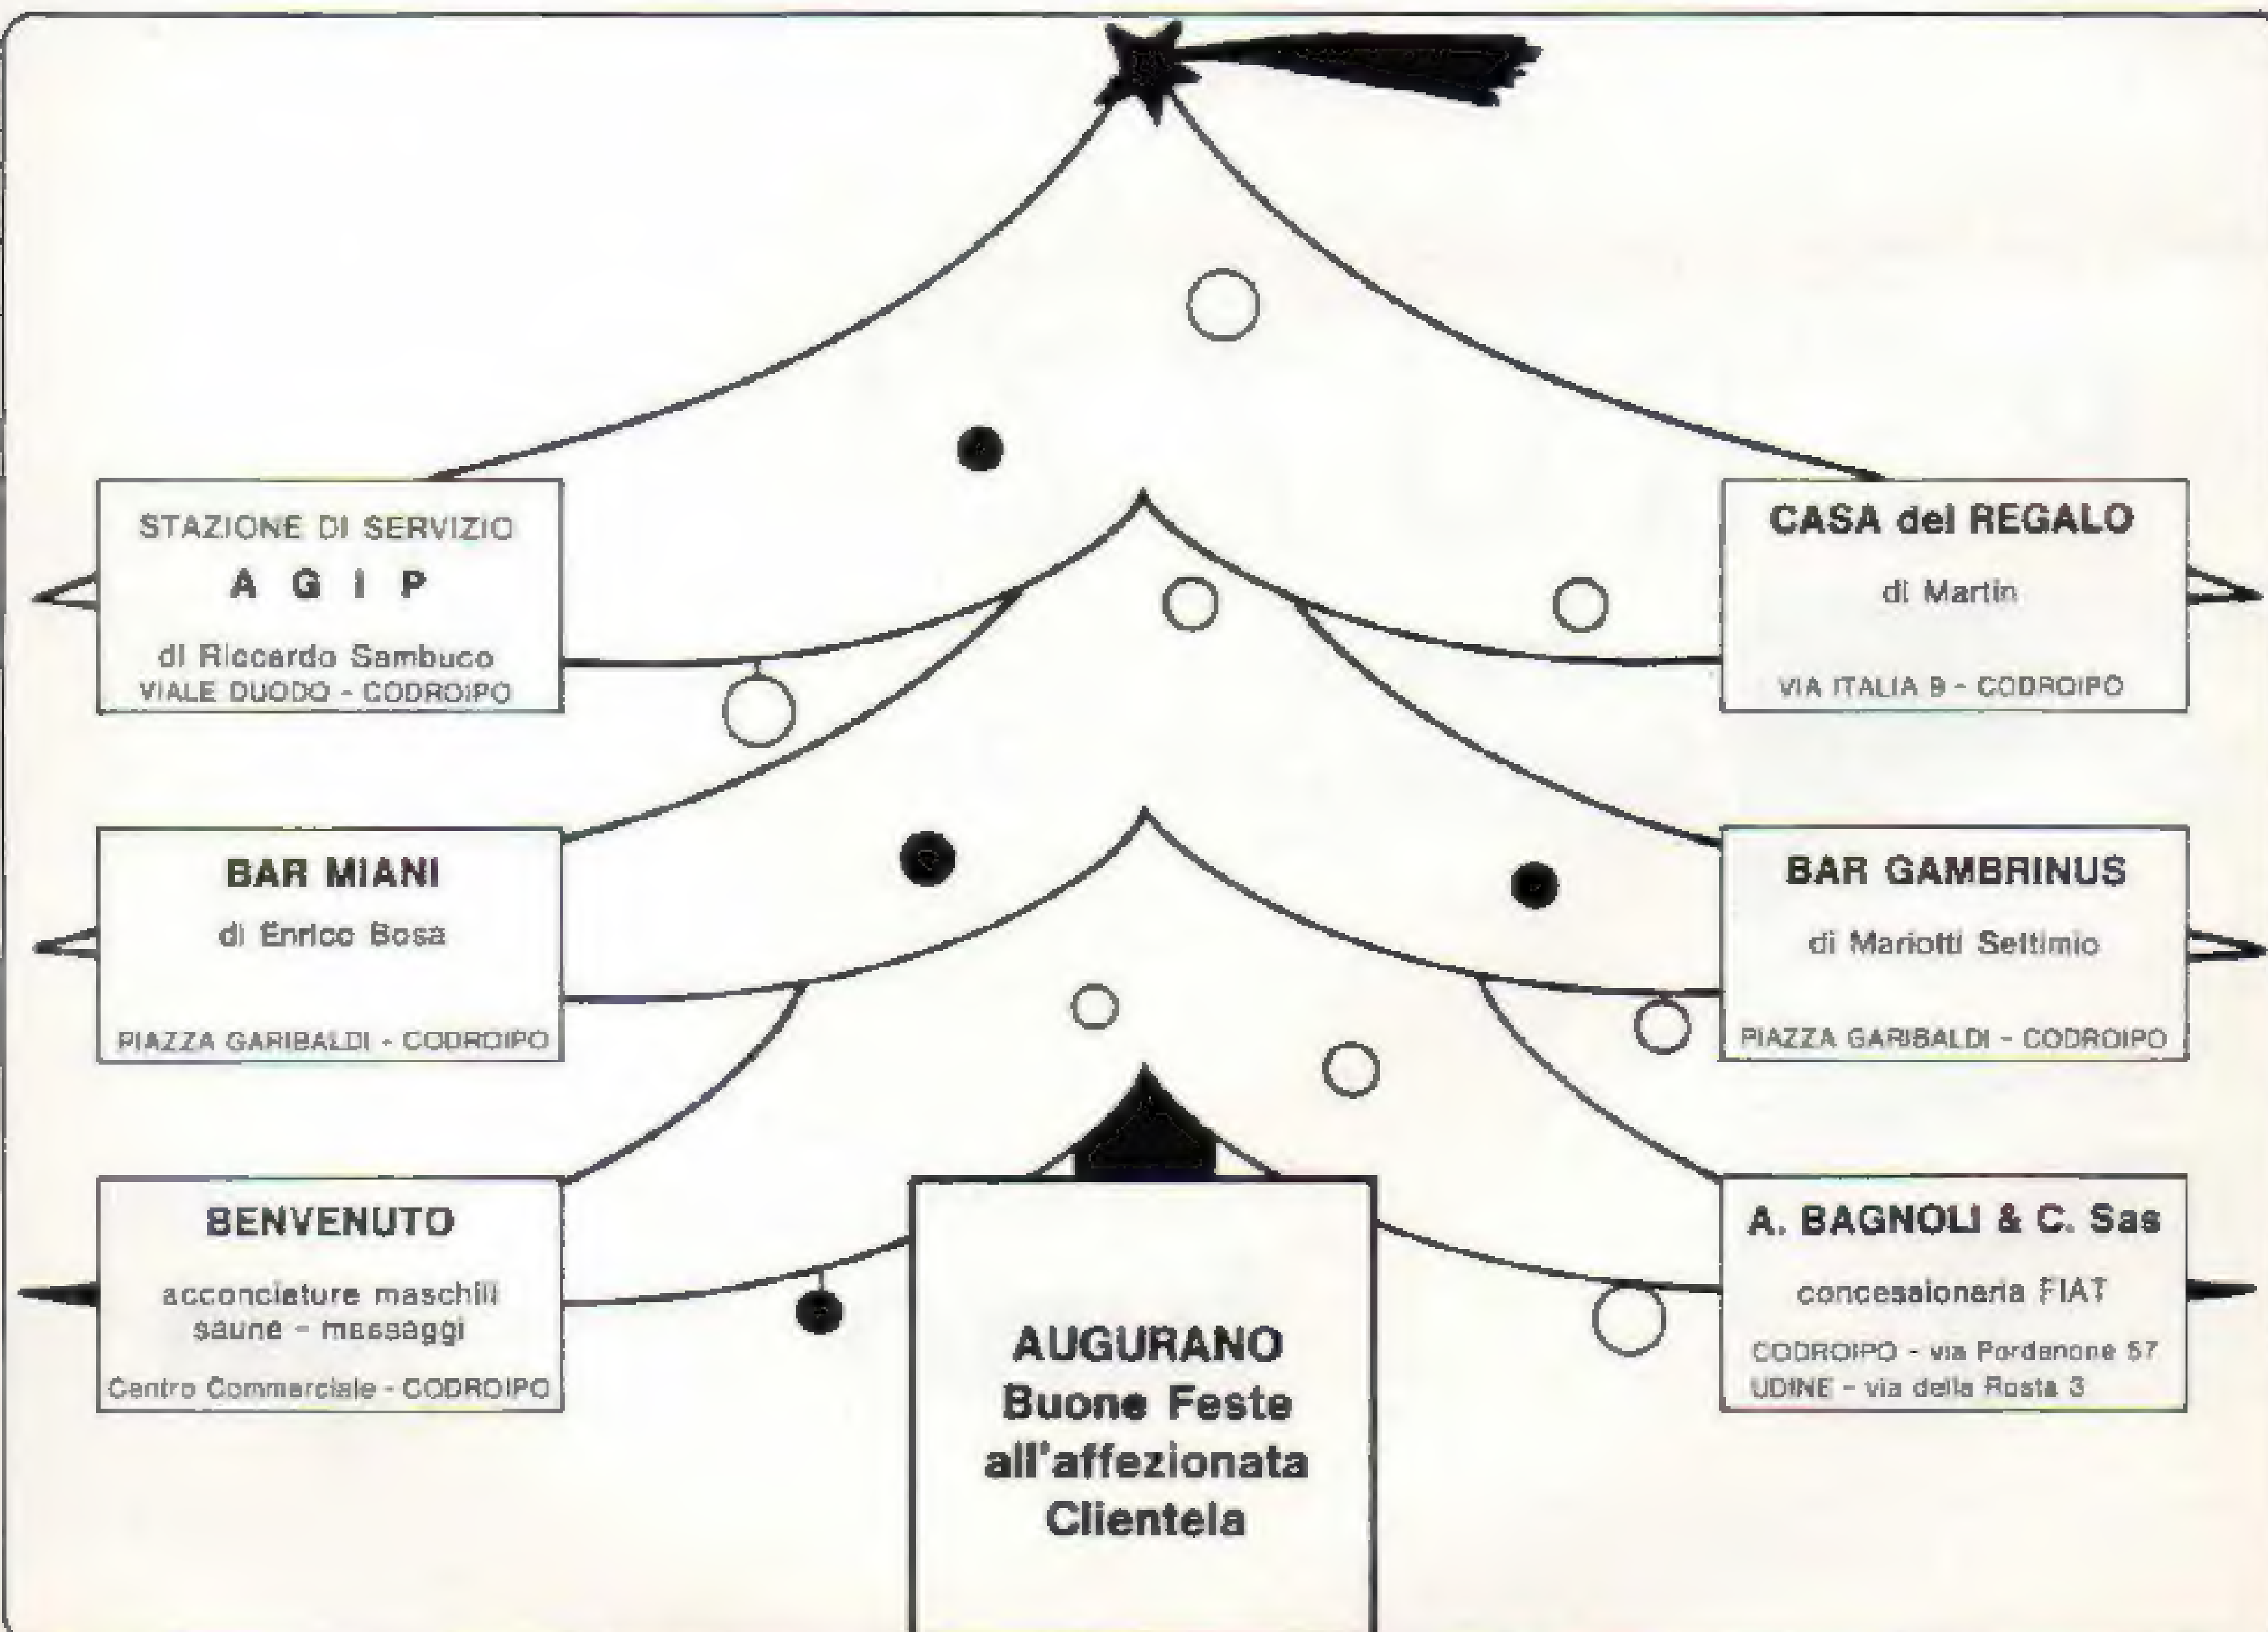 STAZIONE DI SERVIZIO
A G I P
di Riccardo Sambuco
VIALE DUODO - CODROIPO
CASA del REGALO
di Martin
VIA ITALIA 9 - CODROIPO
BAR MIANI
di Enrico Bosa
PIAZZA GARIBALDI - CODROIPO
BAR GAMBRINUS
di Mariotti Settimio
PIAZZA GARIBALDI - CODROIPO
BENVENUTO
acconciature maschili
saune - massaggi
Centro Commerciale - CODROIPO
A. BAGNOLI & C. Sas
concessionaria FIAT
CODROIPO - via Pordenone 57
UDINE - via della Rosta 3
AUGURANO
Buone Feste
all'affezionata
Clientela